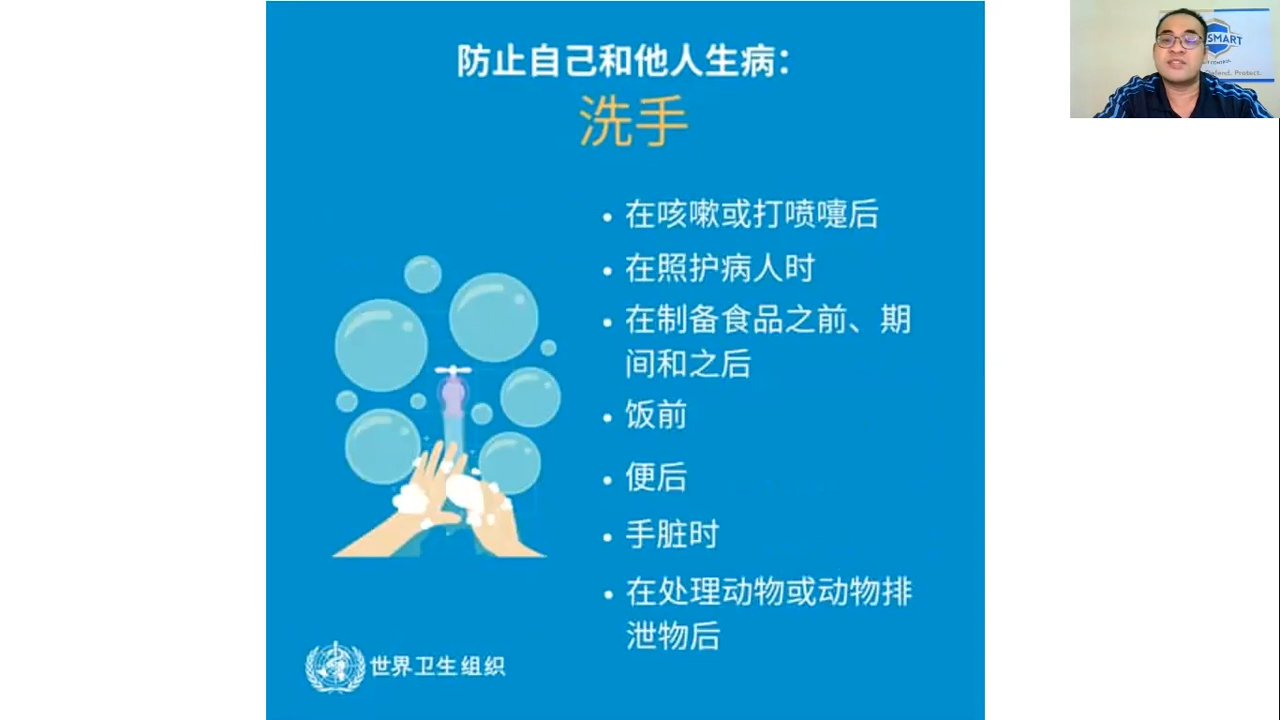 防止自己和他人生病：
洗手
• 在咳嗽或打喷嚏后
• 在照护病人时
• 在制备食品之前、期
间和之后
• 饭前
• 便后
• 手脏时
• 在处理动物或动物排
泄物后
世界卫生组织
SMART
Defend. Protect.